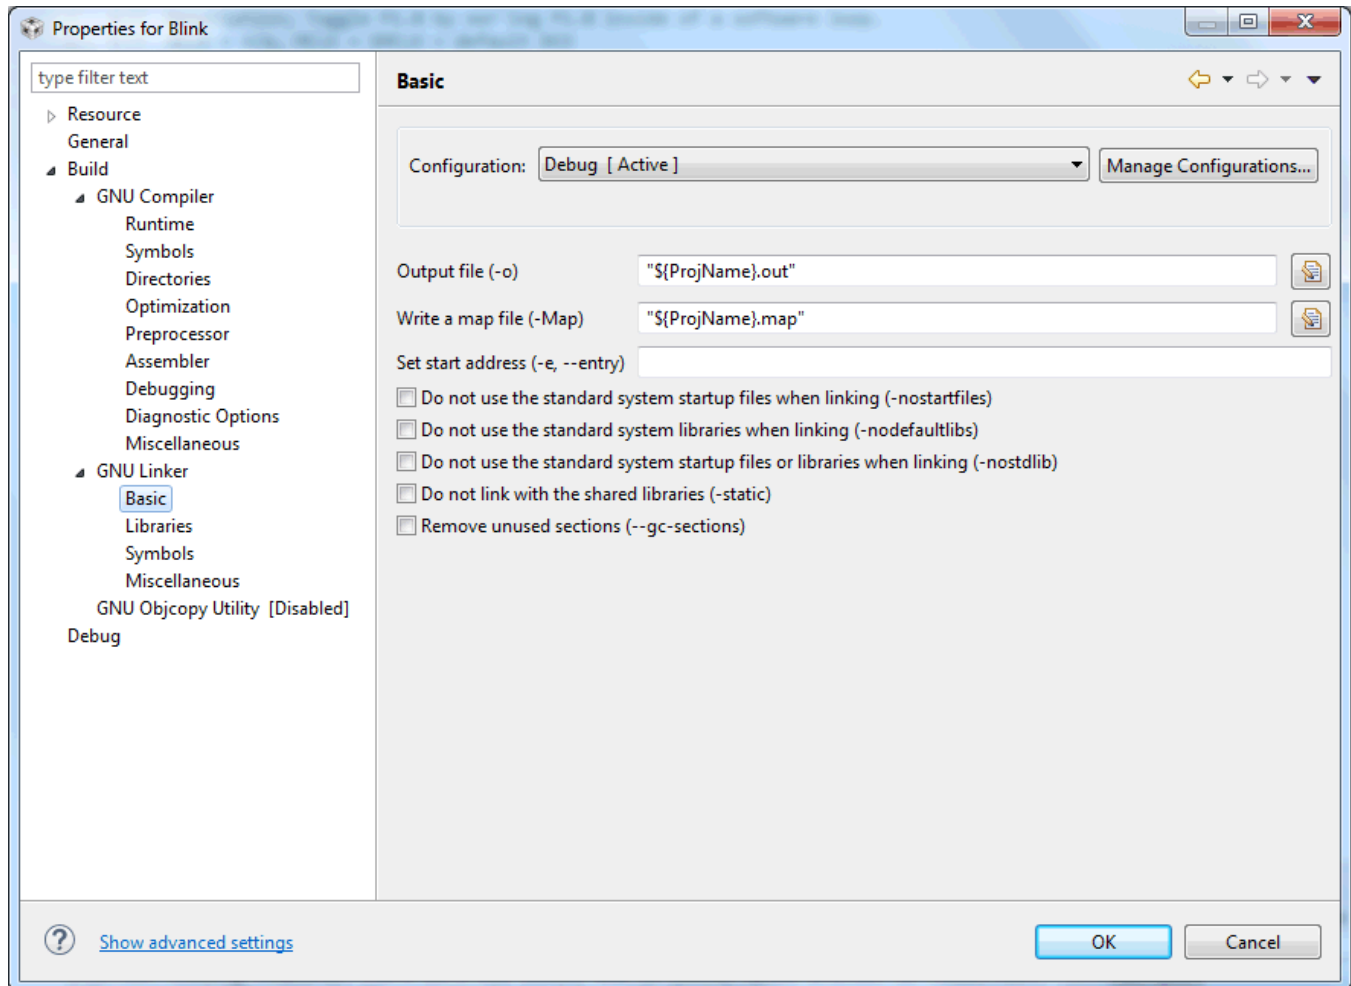 Properties for Blink
type filter text
Resource
General
Build
GNU Compiler
Runtime
Symbols
Directories
Optimization
Preprocessor
Assembler
Debugging
Diagnostic Options
Miscellaneous
GNU Linker
Basic
Libraries
Symbols
Miscellaneous
GNU Objcopy Utility [Disabled]
Debug
Basic
Configuration: Debug [ Active ] Manage Configurations...
Output file (-o) "${ProjName}.out"
Write a map file (-Map) "${ProjName}.map"
Set start address (-e, --entry)
Do not use the standard system startup files when linking (-nostartfiles)
Do not use the standard system libraries when linking (-nodefaultlibs)
Do not use the standard system startup files or libraries when linking (-nostdlib)
Do not link with the shared libraries (-static)
Remove unused sections (--gc-sections)
Show advanced settings
OK Cancel